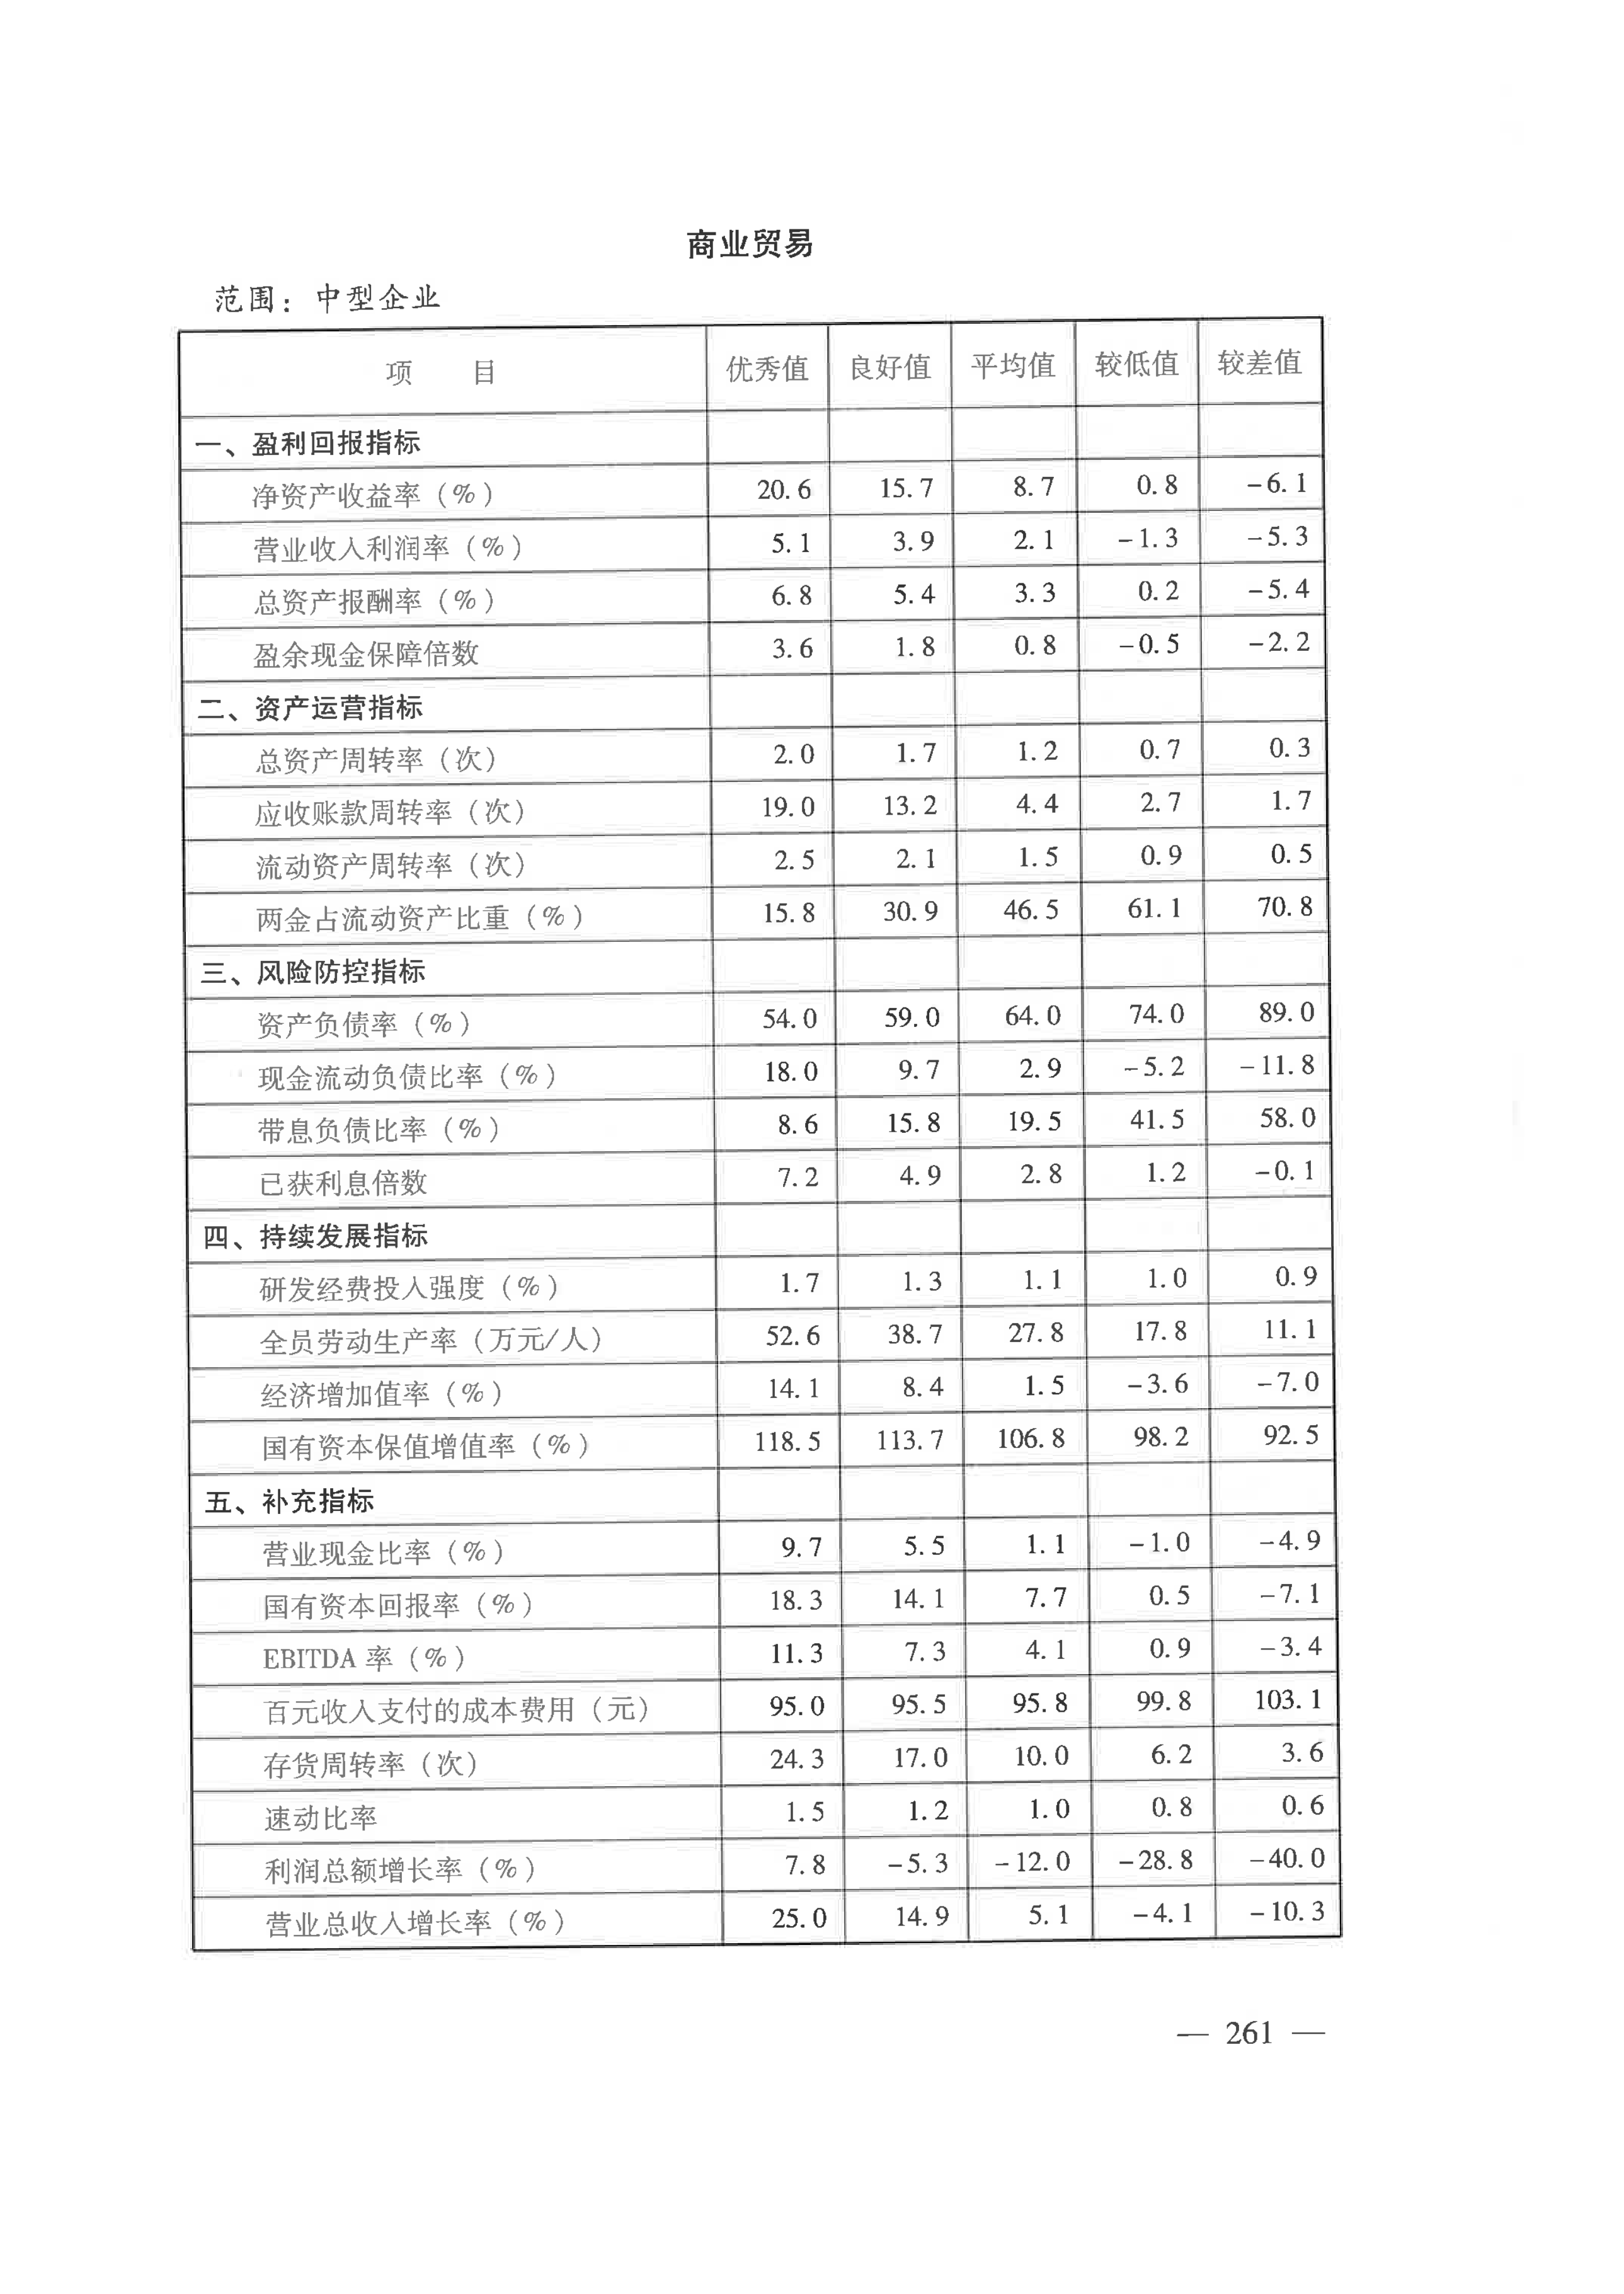 商业贸易
范围：中型企业
项 目 优秀值 良好值 平均值 较低值 较差值
一、盈利回报指标
净资产收益率（%） 20.6 15.7 8.7 0.8 -6.1
营业收入利润率（%） 5.1 3.9 2.1 -1.3 -5.3
总资产报酬率（%） 6.8 5.4 3.3 0.2 -5.4
盈余现金保障倍数 3.6 1.8 0.8 -0.5 -2.2
二、资产运营指标
总资产周转率（次） 2.0 1.7 1.2 0.7 0.3
应收账款周转率（次） 19.0 13.2 4.4 2.7 1.7
流动资产周转率（次） 2.5 2.1 1.5 0.9 0.5
两金占流动资产比重（%） 15.8 30.9 46.5 61.1 70.8
三、风险防控指标
资产负债率（%） 54.0 59.0 64.0 74.0 89.0
现金流动负债比率（%） 18.0 9.7 2.9 -5.2 -11.8
带息负债比率（%） 8.6 15.8 19.5 41.5 58.0
已获利息倍数 7.2 4.9 2.8 1.2 -0.1
四、持续发展指标
研发经费投入强度（%） 1.7 1.3 1.1 1.0 0.9
全员劳动生产率（万元/人） 52.6 38.7 27.8 17.8 11.1
经济增加值率（%） 14.1 8.4 1.5 -3.6 -7.0
国有资本保值增值率（%） 118.5 113.7 106.8 98.2 92.5
五、补充指标
营业现金比率（%） 9.7 5.5 1.1 -1.0 -4.9
国有资本回报率（%） 18.3 14.1 7.7 0.5 -7.1
EBITDA 率（%） 11.3 7.3 4.1 0.9 -3.4
百元收入支付的成本费用（元） 95.0 95.5 95.8 99.8 103.1
存货周转率（次） 24.3 17.0 10.0 6.2 3.6
速动比率 1.5 1.2 1.0 0.8 0.6
利润总额增长率（%） 7.8 -5.3 -12.0 -28.8 -40.0
营业总收入增长率（%） 25.0 14.9 5.1 -4.1 -10.3
— 261 —